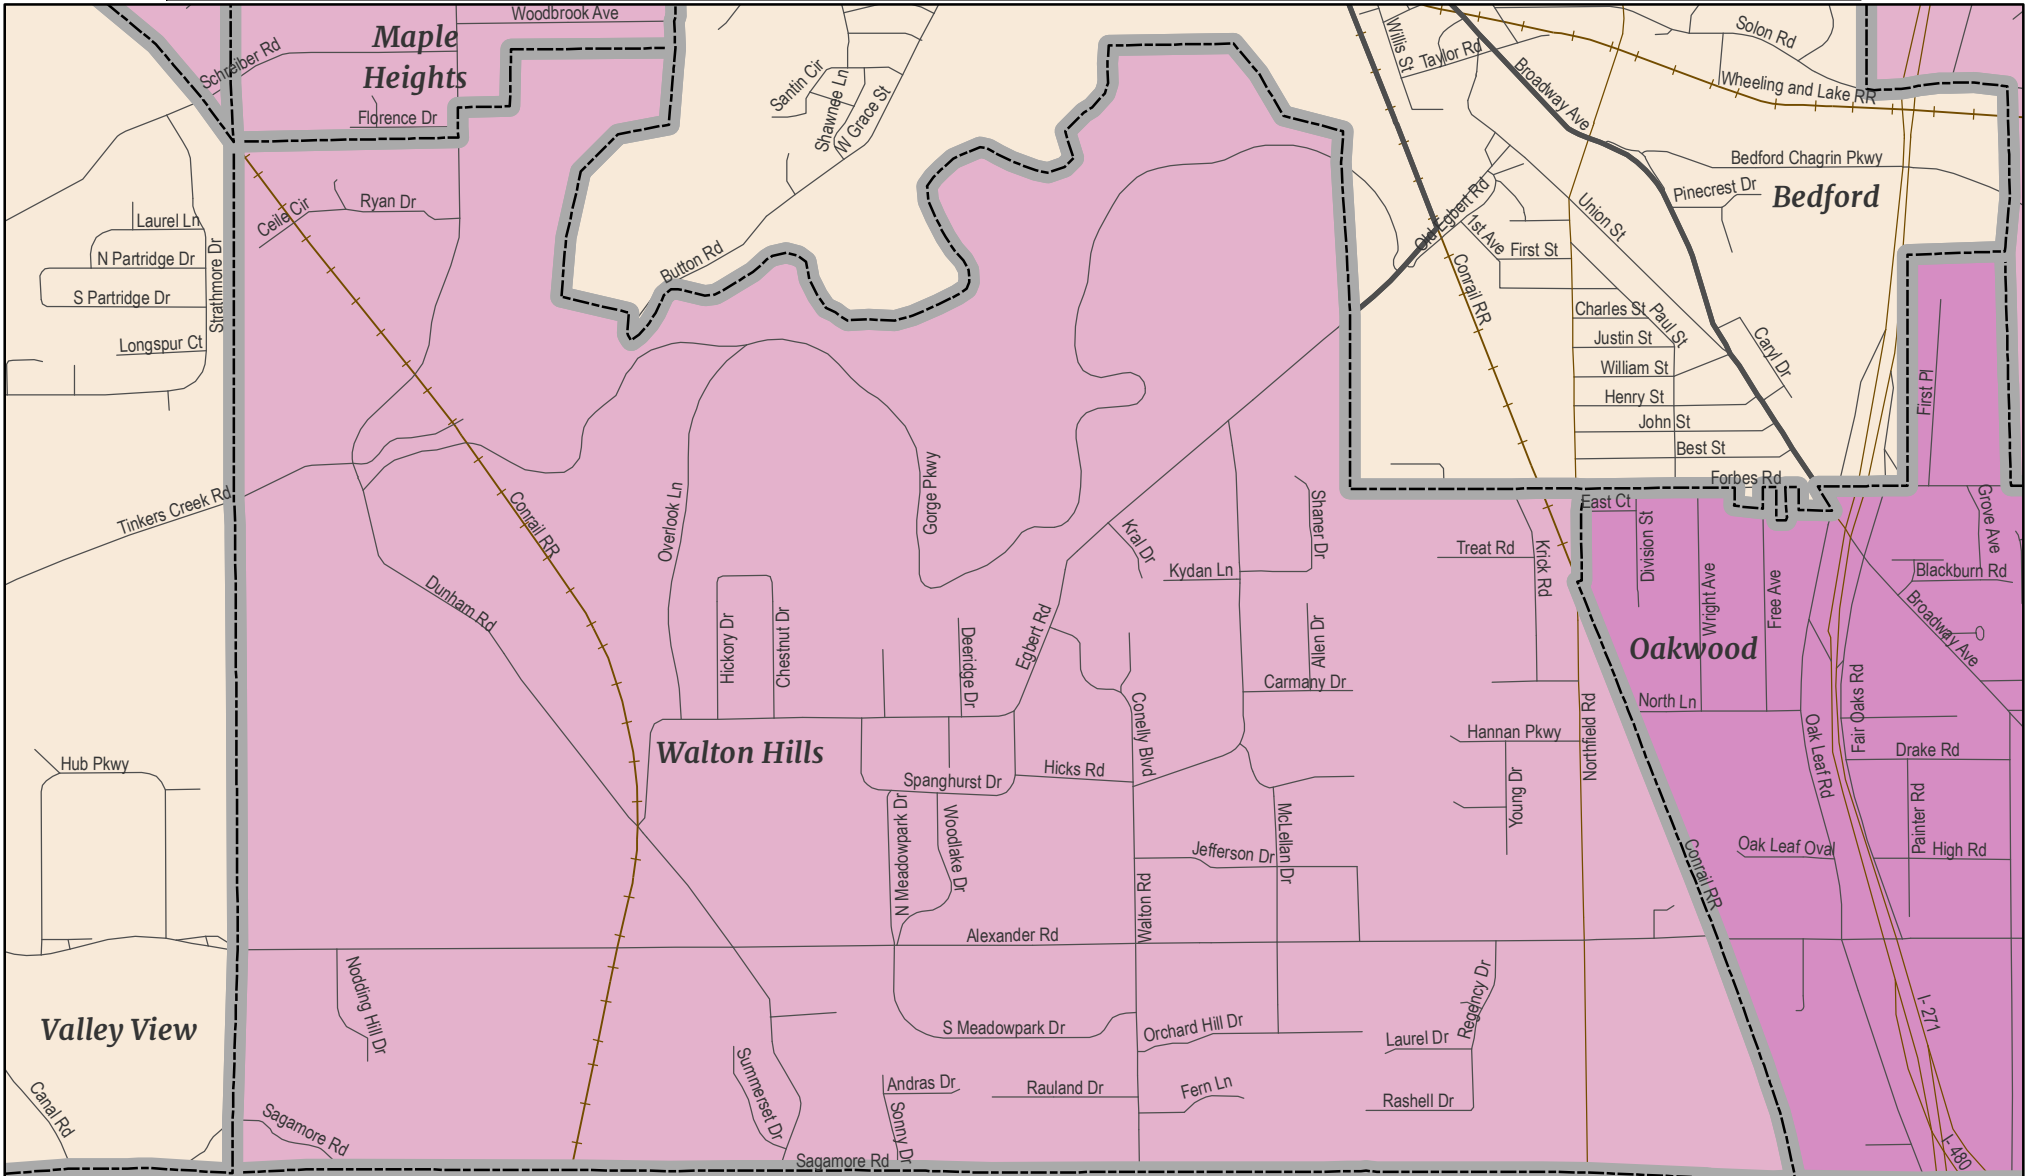 Woodbrook Ave
Maple
Heights
Schreiber Rd
Florence Dr
Santin Cir
Shawnee Ln
W Grace St
Willis St
Taylor Rd
Broadway Ave
Solon Rd
Wheeling and Lake RR
Bedford Chagrin Pkwy
Pinecrest Dr
Bedford
Laurel Ln
N Partridge Dr
S Partridge Dr
Longspur Ct
Strathmore Dr
Ceile Cir
Ryan Dr
Button Rd
Old Egbert Rd
1st Ave
First St
Union St
Conrail RR
Charles St
Paul St
Justin St
William St
Henry St
John St
Best St
Caryl Dr
Forbes Rd
First Pl
Tinkers Creek Rd
Conrail RR
Overlook Ln
Gorge Pkwy
Kral Dr
Shaner Dr
Kydan Ln
Treat Rd
Krick Rd
East Ct
Division St
Wright Ave
Free Ave
Grove Ave
Blackburn Rd
Broadway Ave
Dunham Rd
Hickory Dr
Chestnut Dr
Deeridge Dr
Egbert Rd
Allen Dr
Carmany Dr
Oakwood
North Ln
Fair Oaks Rd
Oak Leaf Rd
Drake Rd
Painter Rd
High Rd
Oak Leaf Oval
Hub Pkwy
Walton Hills
Conelly Blvd
Hannan Pkwy
Northfield Rd
Young Dr
Spanghurst Dr
Hicks Rd
N Meadowpark Dr
Woodlake Dr
McLellan Dr
Jefferson Dr
Walton Rd
Conrail RR
Alexander Rd
Nodding Hill Dr
Valley View
S Meadowpark Dr
Orchard Hill Dr
Regency Dr
Laurel Dr
I-271
Canal Rd
Sagamore Rd
Summerset Dr
Andras Dr
Sonny Dr
Rauland Dr
Fern Ln
Rashell Dr
Sagamore Rd
I-480